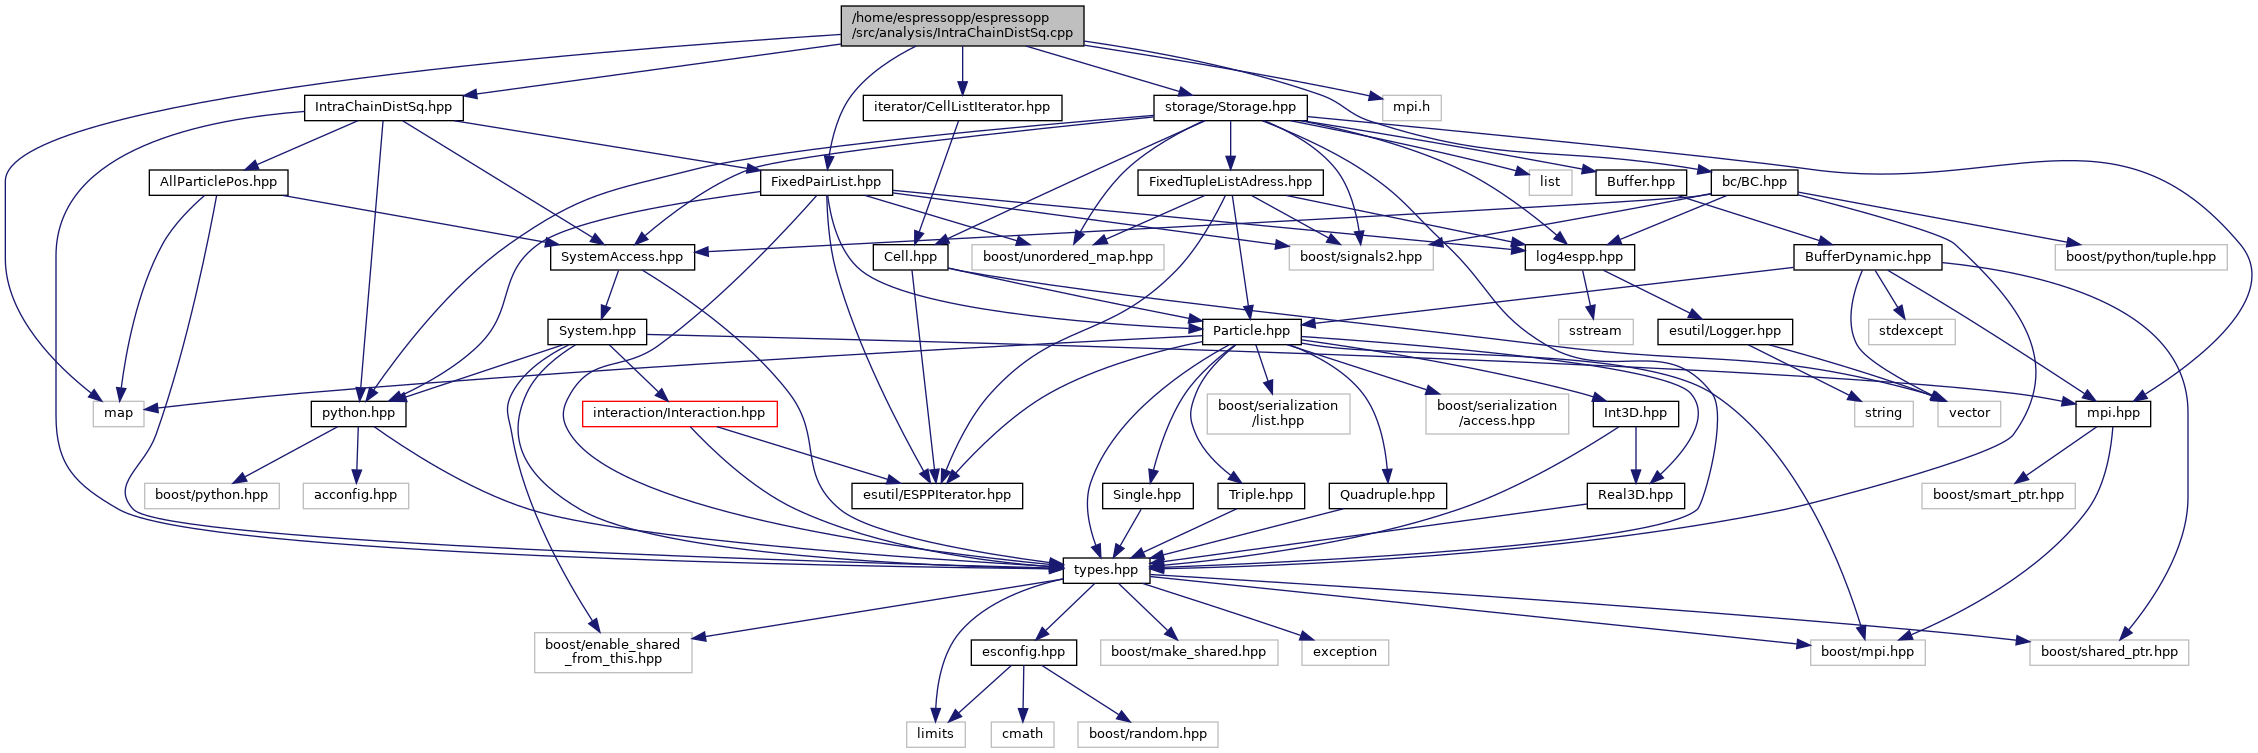 /home/espressopp/espressopp
/src/analysis/IntraChainDistSq.cpp
IntraChainDistSq.hpp
iterator/CellListIterator.hpp
storage/Storage.hpp
mpi.h
AllParticlePos.hpp
FixedPairList.hpp
FixedTupleListAdress.hpp
list
Buffer.hpp
bc/BC.hpp
SystemAccess.hpp
Cell.hpp
boost/unordered_map.hpp
boost/signals2.hpp
log4espp.hpp
BufferDynamic.hpp
boost/python/tuple.hpp
System.hpp
Particle.hpp
sstream
esutil/Logger.hpp
stdexcept
map
python.hpp
interaction/Interaction.hpp
boost/serialization
/list.hpp
boost/serialization
/access.hpp
Int3D.hpp
string
vector
mpi.hpp
boost/python.hpp
acconfig.hpp
esutil/ESPPIterator.hpp
Single.hpp
Triple.hpp
Quadruple.hpp
Real3D.hpp
boost/smart_ptr.hpp
types.hpp
boost/enable_shared
_from_this.hpp
esconfig.hpp
boost/make_shared.hpp
exception
boost/mpi.hpp
boost/shared_ptr.hpp
limits
cmath
boost/random.hpp